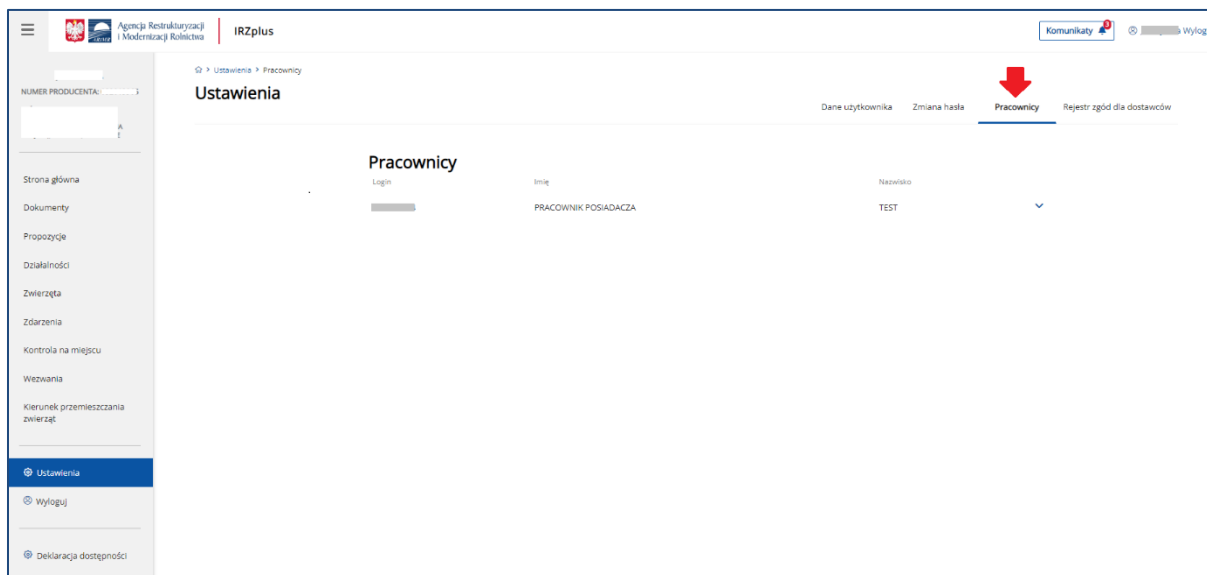 Agencja Restrukturyzacji
i Modernizacji Rolnictwa
IRZplus
Komunikaty 3
Wylog
NUMER PRODUCENTA:
Ustawienia > Pracownicy
Ustawienia
Dane użytkownika
Zmiana hasła
Pracownicy
Rejestr zgód dla dostawców
Strona główna
Dokumenty
Propozycje
Działalności
Zwierzęta
Zdarzenia
Kontrola na miejscu
Wezwania
Kierunek przemieszczania
zwierząt
Ustawienia
Wyloguj
Deklaracja dostępności
Pracownicy
Login Imię Nazwisko
PRACOWNIK POSIADACZA TEST